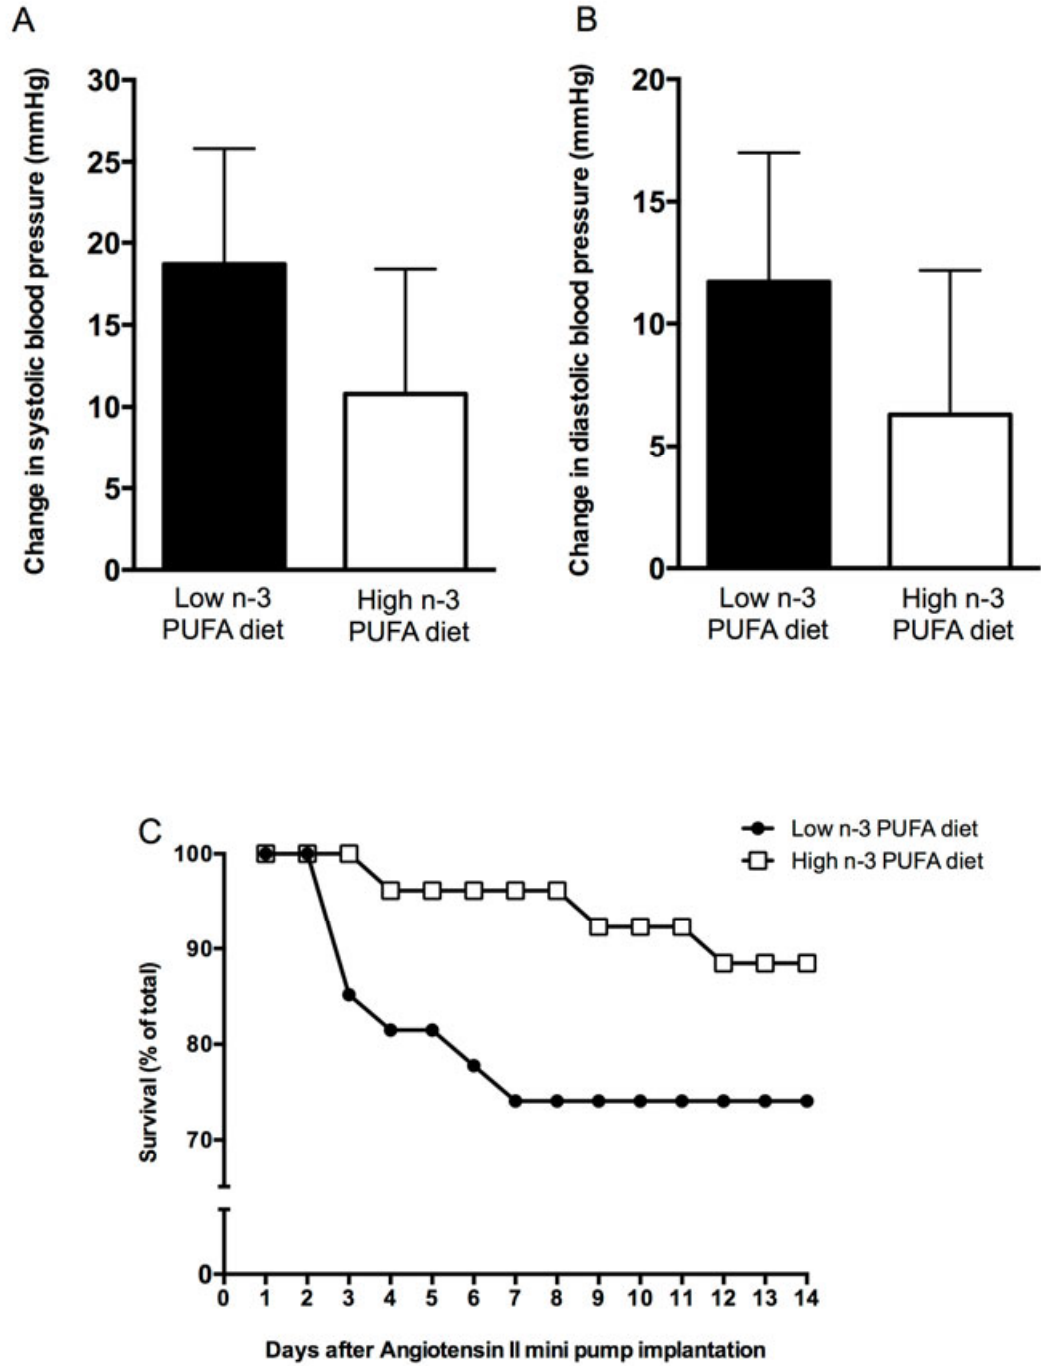 A
Change in systolic blood pressure (mmHg)
30
25
20
15
10
5
0
Low n-3
PUFA diet
High n-3
PUFA diet
B
Change in diastolic blood pressure (mmHg)
20
15
10
5
0
Low n-3
PUFA diet
High n-3
PUFA diet
C
Low n-3 PUFA diet
High n-3 PUFA diet
Survival (% of total)
100
90
80
70
0
0 1 2 3 4 5 6 7 8 9 10 11 12 13 14
Days after Angiotensin II mini pump implantation